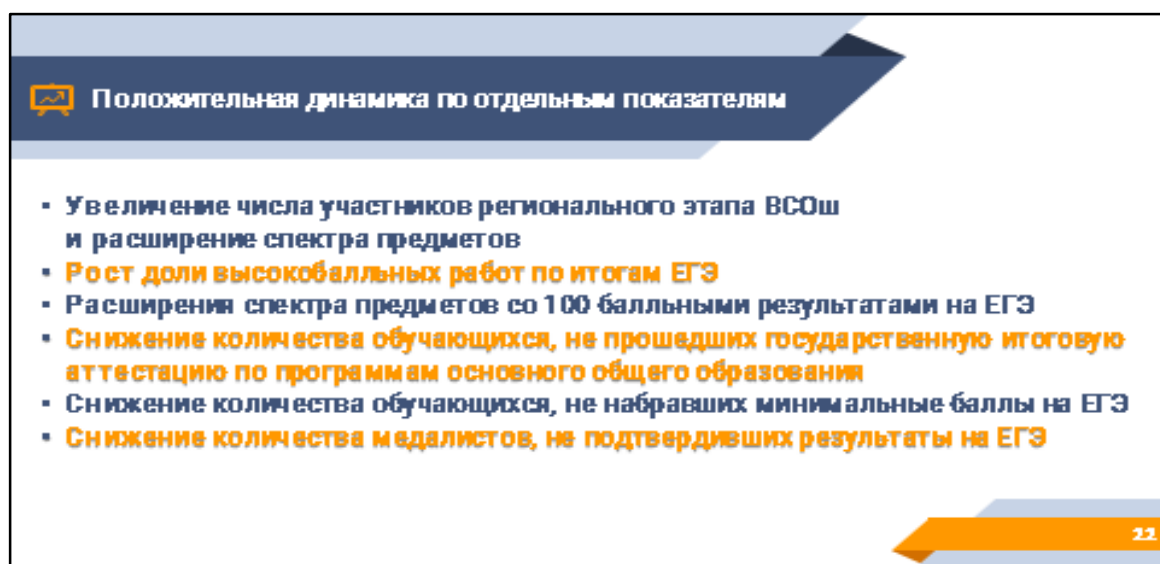 Положительная динамика по отдельным показателям
▪ Увеличение числа участников регионального этапа ВСОш
и расширение спектра предметов
▪ Рост доли высокобалльных работ по итогам ЕГЭ
▪ Расширения спектра предметов со 100 балльными результатами на ЕГЭ
▪ Снижение количества обучающихся, не прошедших государственную итоговую
аттестацию по программам основного общего образования
▪ Снижение количества обучающихся, не набравших минимальные баллы на ЕГЭ
▪ Снижение количества медалистов, не подтвердивших результаты на ЕГЭ
22